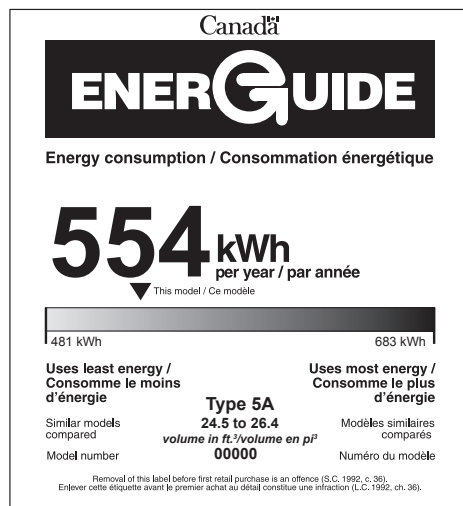 Canada
ENERGUIDE
Energy consumption / Consommation énergétique
554 kWh
per year / par année
This model / Ce modèle
481 kWh 683 kWh
Uses least energy / Uses most energy /
Consomme le moins Consomme le plus
d'énergie d'énergie
Type 5A
Similar models 24.5 to 26.4 Modèles similaires
compared volume in ft.³/volume en pi³ comparés
Model number 00000 Numéro du modèle
Removal of this label before first retail purchase is an offence (S.C. 1992, c. 36).
Enlever cette étiquette avant le premier achat au détail constitue une infraction (L.C. 1992, ch. 36).